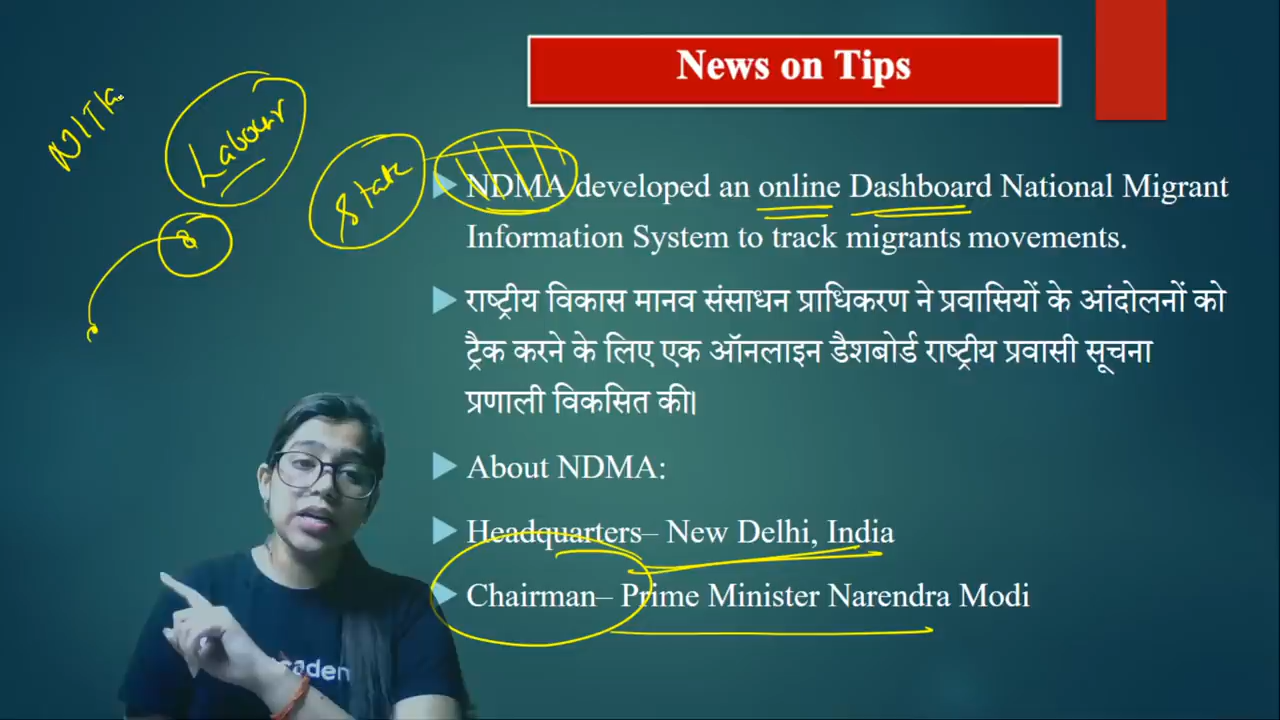 News on Tips
Labour
State
NDMA developed an online Dashboard National Migrant
Information System to track migrants movements.
राष्ट्रीय विकास मानव संसाधन प्राधिकरण ने प्रवासियों के आंदोलनों को
ट्रैक करने के लिए एक ऑनलाइन डैशबोर्ड राष्ट्रीय प्रवासी सूचना
प्रणाली विकसित की।
About NDMA:
Headquarters– New Delhi, India
Chairman– Prime Minister Narendra Modi